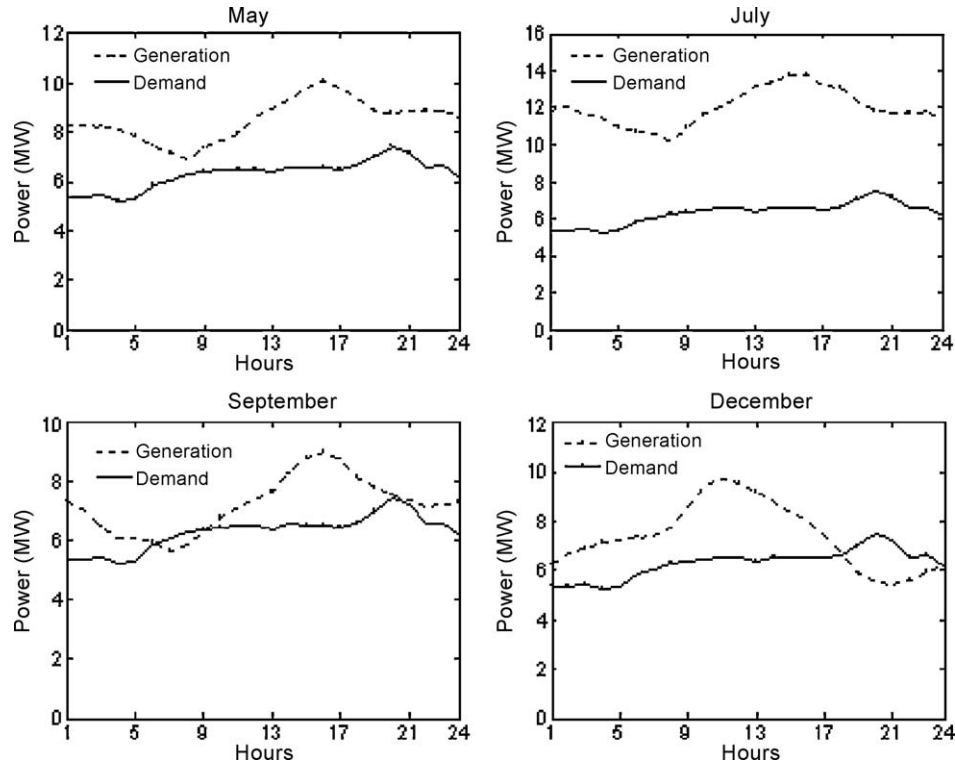 May
12
10
8
6
4
2
0
Power (MW)
Generation
Demand
1 5 9 13 17 21 24
Hours
July
16
14
12
10
8
6
4
2
0
Power (MW)
Generation
Demand
1 5 9 13 17 21 24
Hours
September
10
8
6
4
2
0
Power (MW)
Generation
Demand
1 5 9 13 17 21 24
Hours
December
12
10
8
6
4
2
0
Power (MW)
Generation
Demand
1 5 9 13 17 21 24
Hours